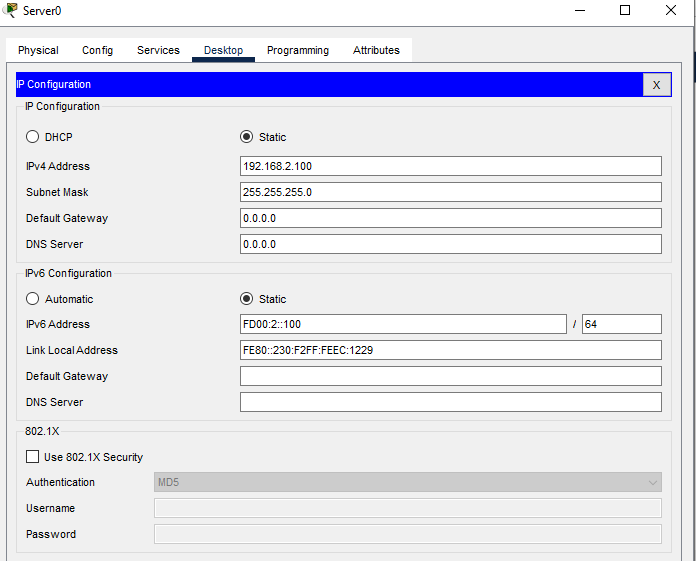 Server0
Physical Config Services Desktop Programming Attributes
IP Configuration X
IP Configuration
DHCP Static
IPv4 Address 192.168.2.100
Subnet Mask 255.255.255.0
Default Gateway 0.0.0.0
DNS Server 0.0.0.0
IPv6 Configuration
Automatic Static
IPv6 Address FD00:2::100 / 64
Link Local Address FE80::230:F2FF:FEEC:1229
Default Gateway
DNS Server
802.1X
Use 802.1X Security
Authentication MD5
Username
Password